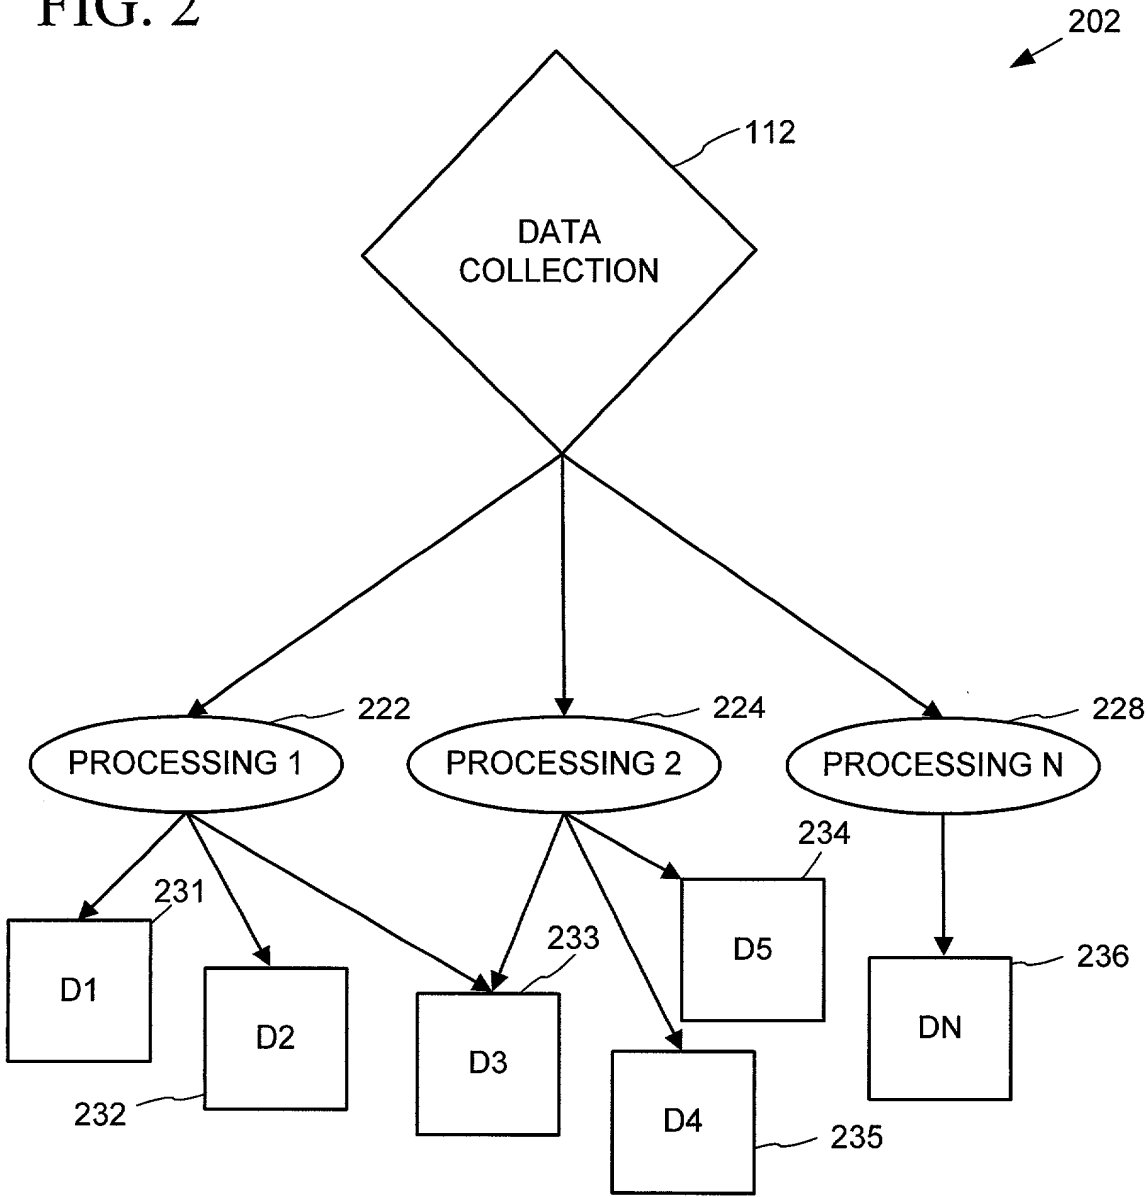 FIG. 2
202
112
DATA
COLLECTION
222
224
228
PROCESSING 1
PROCESSING 2
PROCESSING N
234
231
233
D5
236
D1
D2
D3
DN
232
D4
235